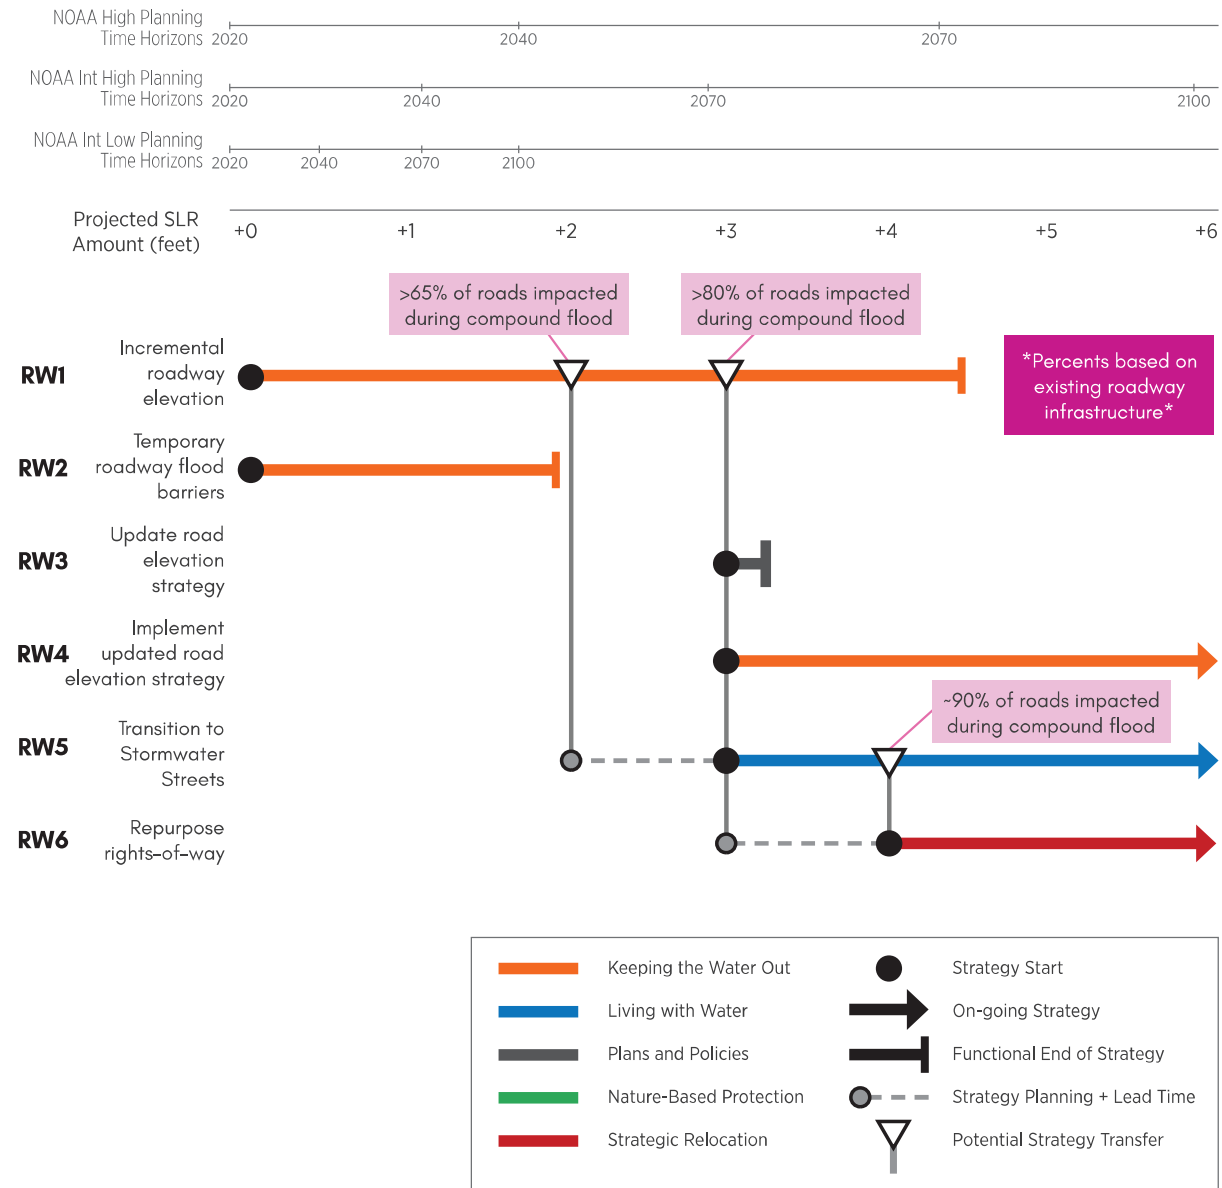 NOAA High Planning
Time Horizons
2020
2040
2070
NOAA Int High Planning
Time Horizons
2020
2040
2070
2100
NOAA Int Low Planning
Time Horizons
2020
2040
2070
2100
Projected SLR
Amount (feet)
+0
+1
+2
+3
+4
+5
+6
>65% of roads impacted
during compound flood
>80% of roads impacted
during compound flood
*Percents based on
existing roadway
infrastructure*
RW1
Incremental
roadway
elevation
RW2
Temporary
roadway flood
barriers
RW3
Update road
elevation
strategy
RW4
Implement
updated road
elevation strategy
~90% of roads impacted
during compound flood
RW5
Transition to
Stormwater
Streets
RW6
Repurpose
rights-of-way
Keeping the Water Out
Living with Water
Plans and Policies
Nature-Based Protection
Strategic Relocation
Strategy Start
On-going Strategy
Functional End of Strategy
Strategy Planning + Lead Time
Potential Strategy Transfer